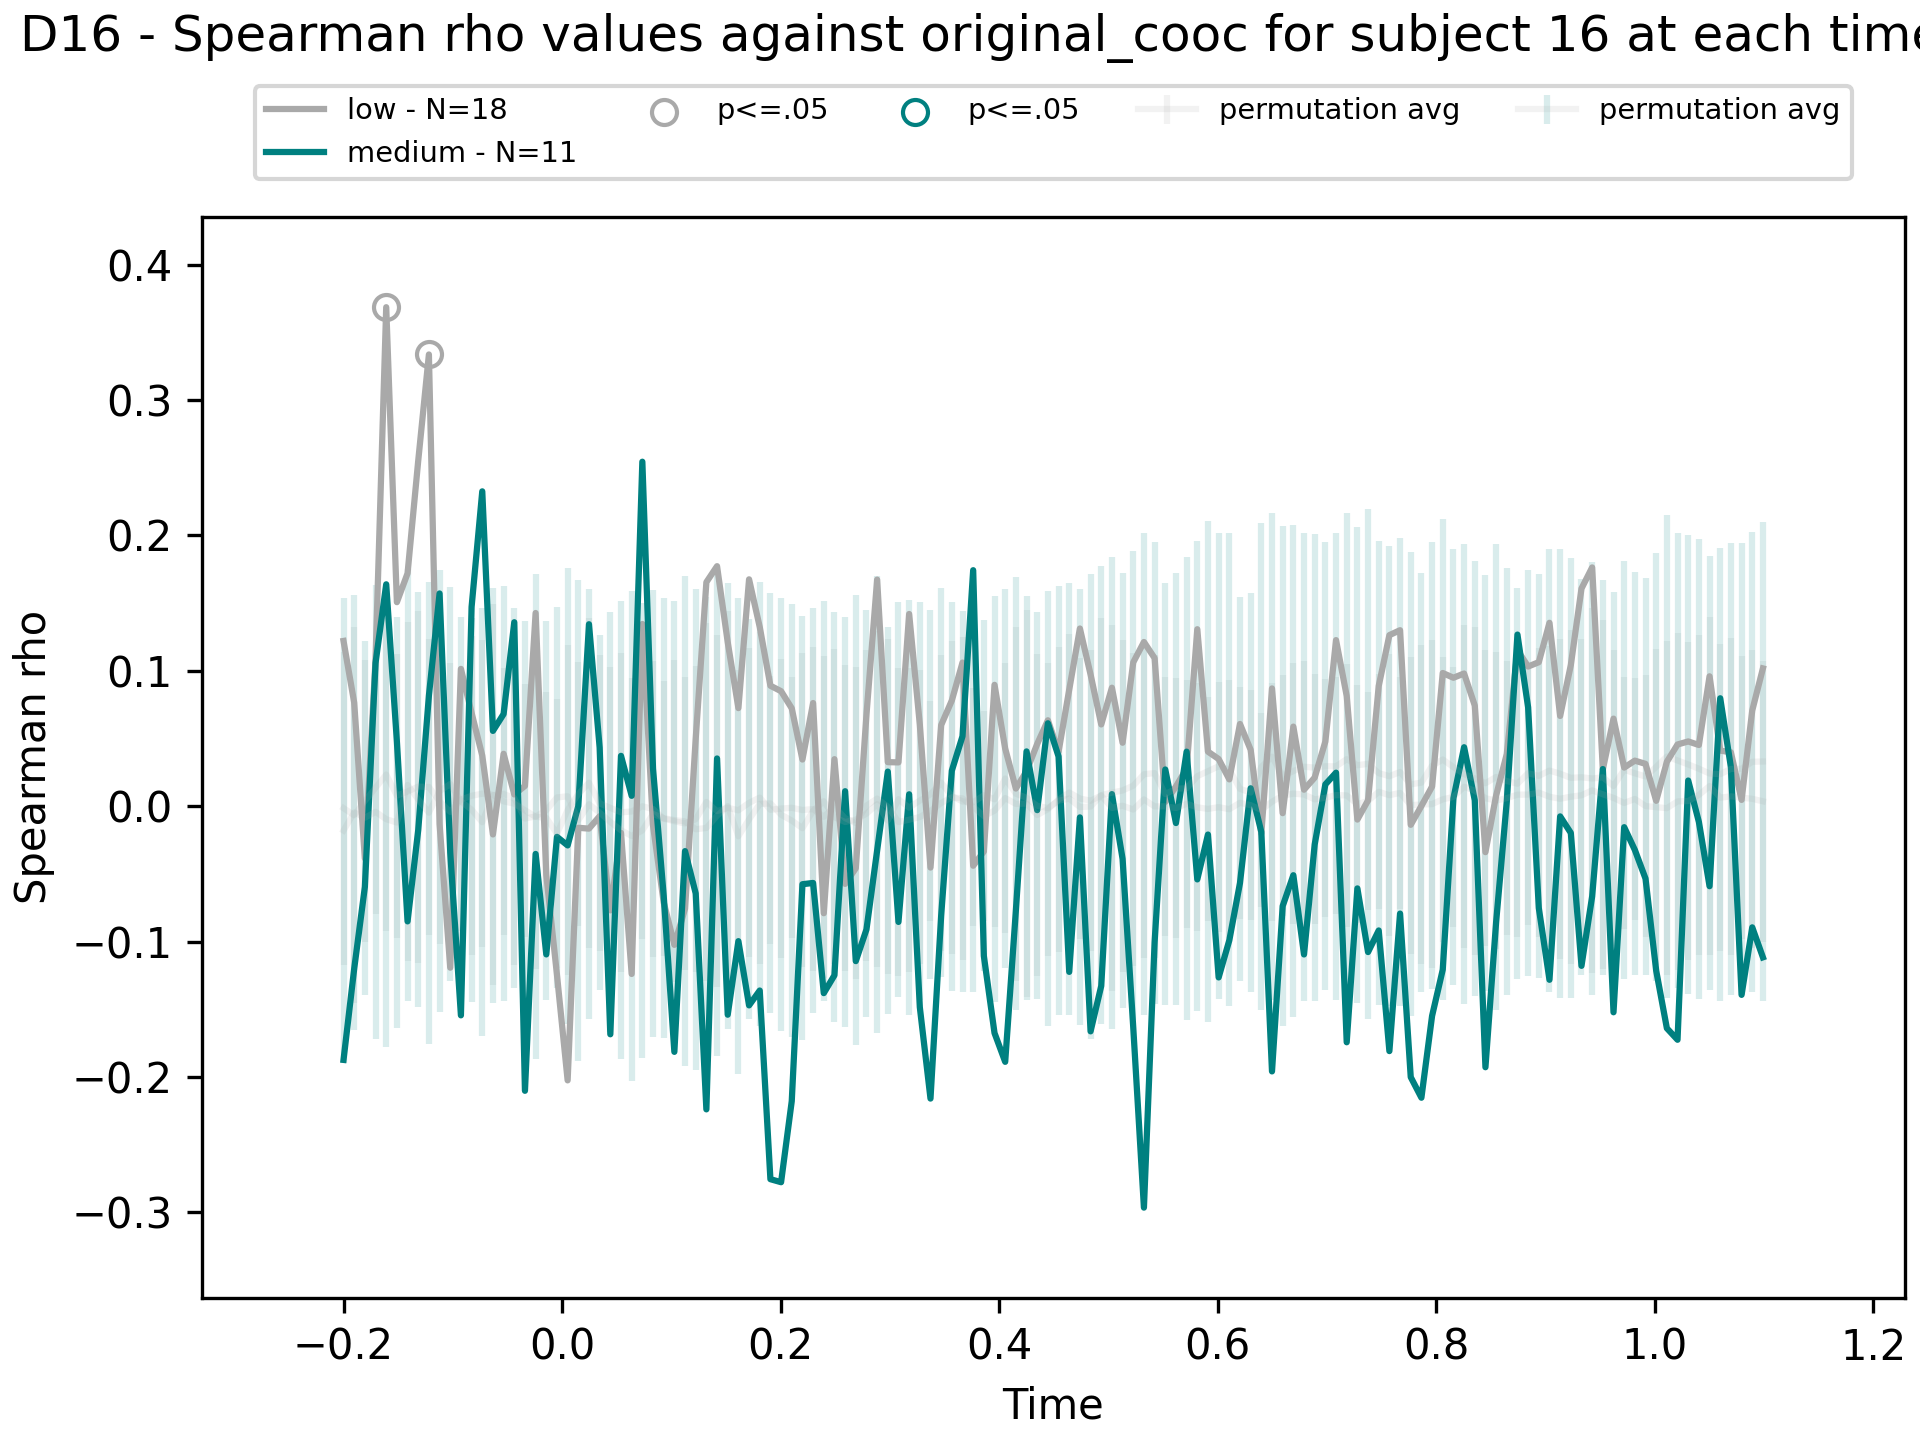 D16 - Spearman rho values against original_cooc for subject 16 at each time
low - N=18
medium - N=11
p<=.05
p<=.05
permutation avg
permutation avg
Spearman rho
0.4
0.3
0.2
0.1
0.0
−0.1
−0.2
−0.3
−0.2
0.0
0.2
0.4
0.6
0.8
1.0
1.2
Time